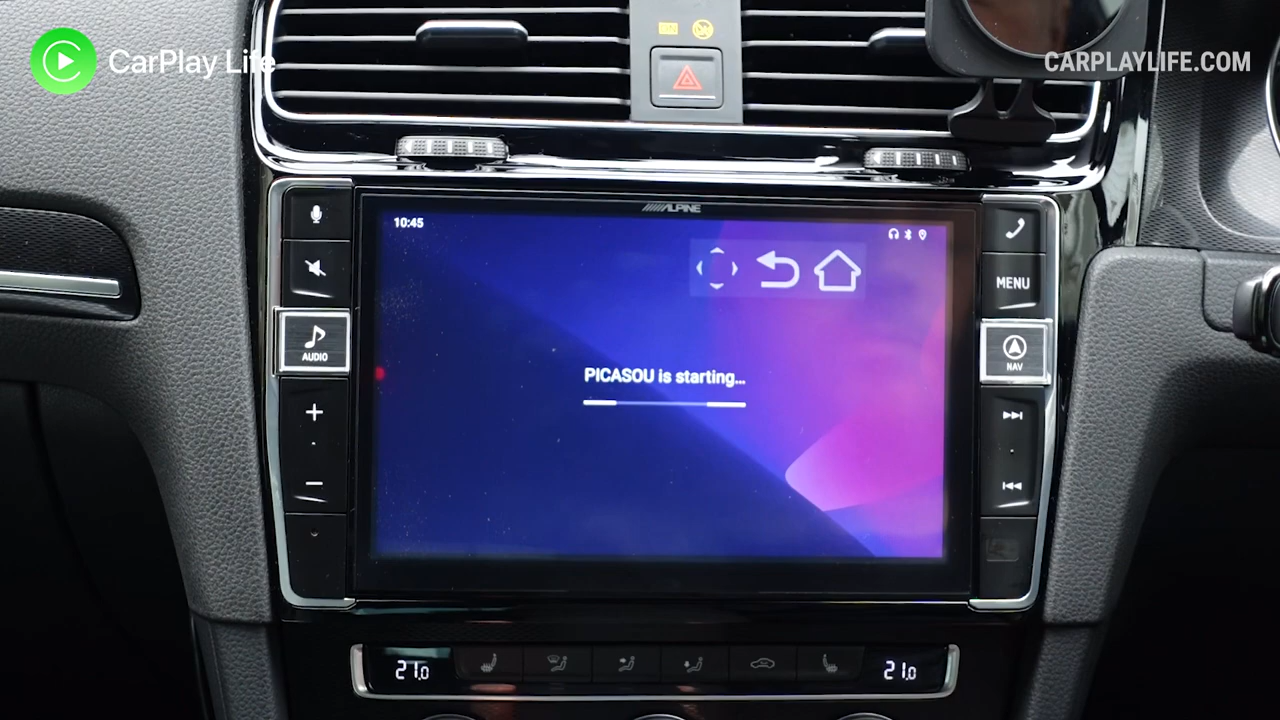 CarPlay Life
CARPLAYLIFE.COM
ALPINE
10:45
MENU
AUDIO
NAV
PICASOU is starting...
21.0
21.0